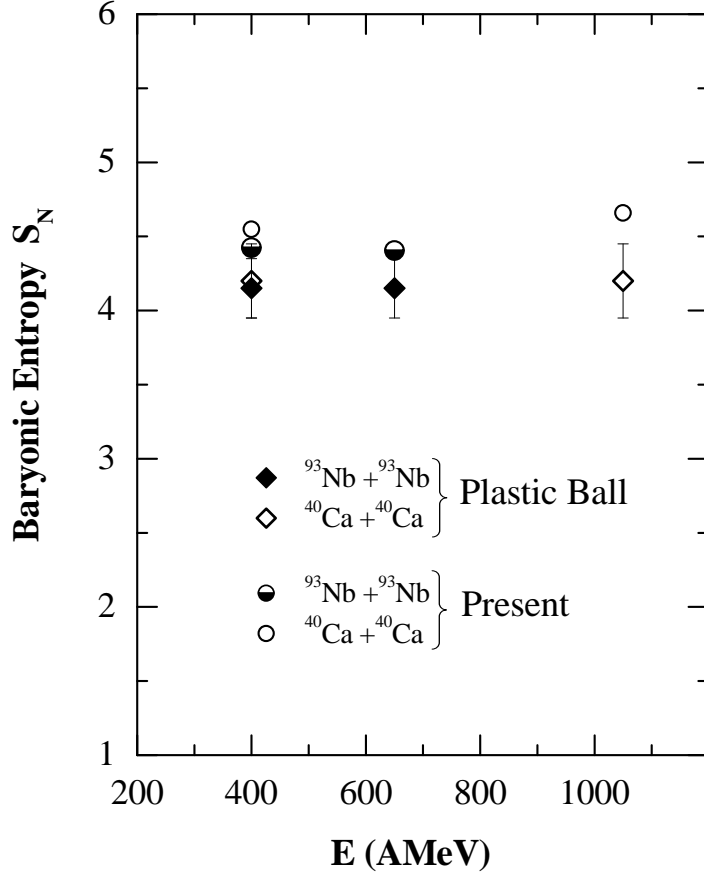 6
5
4
3
2
1
Baryonic Entropy S_N
⁹³Nb + ⁹³Nb
⁴⁰Ca + ⁴⁰Ca
Plastic Ball
⁹³Nb + ⁹³Nb
⁴⁰Ca + ⁴⁰Ca
Present
200 400 600 800 1000
E (AMeV)